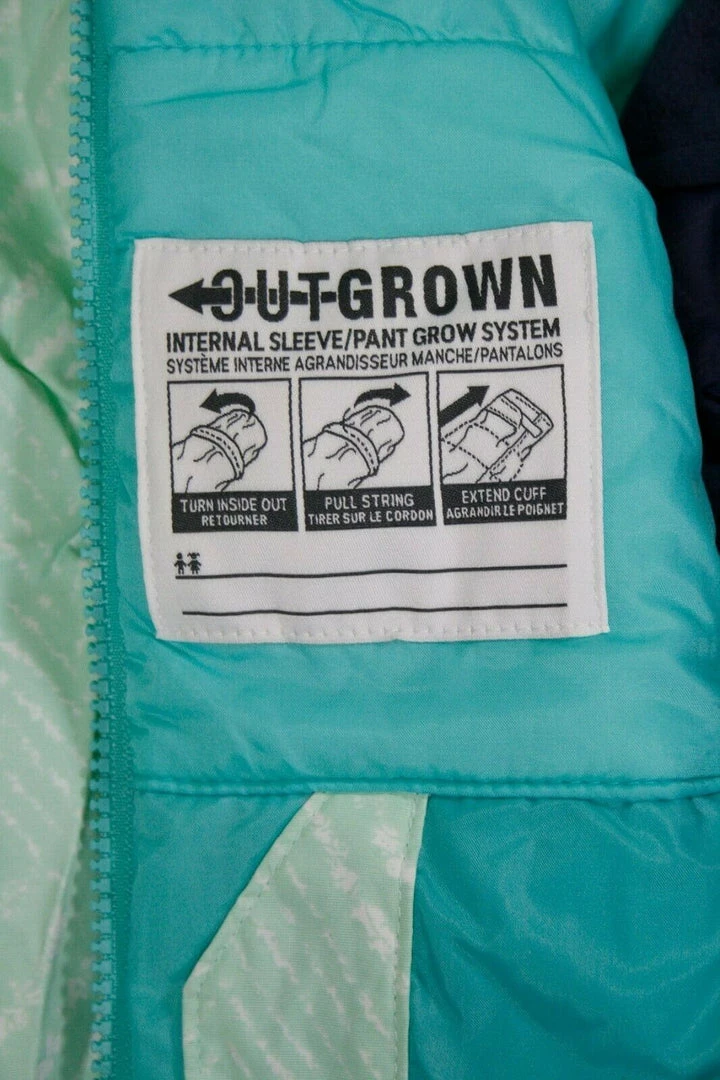 OUTGROWN
INTERNAL SLEEVE/PANT GROW SYSTEM
SYSTÈME INTERNE AGRANDISSEUR MANCHE/PANTALONS
TURN INSIDE OUT
RETOURNER
PULL STRING
TIRER SUR LE CORDON
EXTEND CUFF
AGRANDIR LE POIGNET